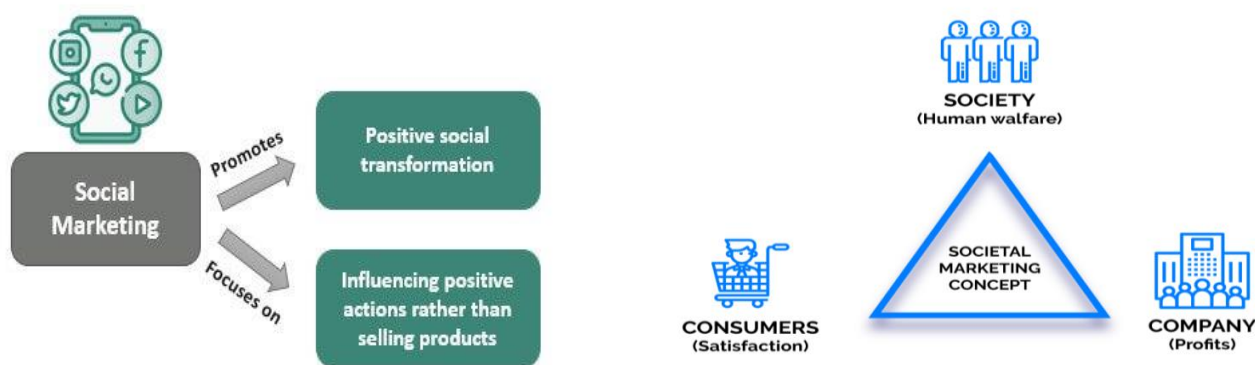 Social
Marketing
Promotes
Positive social
transformation
Focuses on
Influencing positive
actions rather than
selling products
SOCIETY
(Human walfare)
SOCIETAL
MARKETING
CONCEPT
CONSUMERS
(Satisfaction)
COMPANY
(Profits)